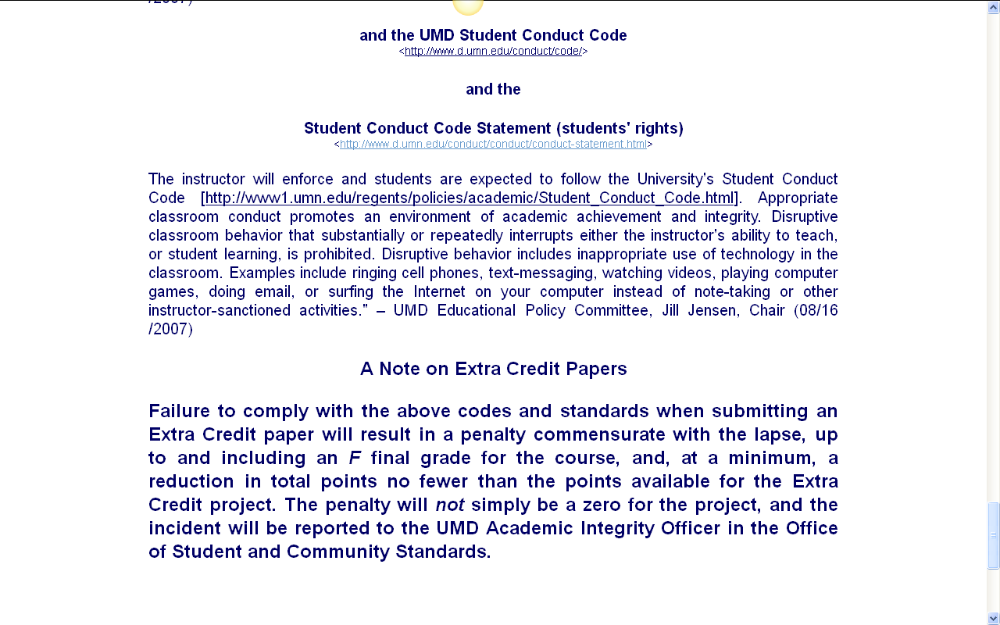 /2007)
and the UMD Student Conduct Code
<http://www.d.umn.edu/conduct/code/>
and the
Student Conduct Code Statement (students' rights)
<http://www.d.umn.edu/conduct/conduct/conduct-statement.html>
The instructor will enforce and students are expected to follow the University's Student Conduct
Code [http://www1.umn.edu/regents/policies/academic/Student_Conduct_Code.html]. Appropriate
classroom conduct promotes an environment of academic achievement and integrity. Disruptive
classroom behavior that substantially or repeatedly interrupts either the instructor's ability to teach,
or student learning, is prohibited. Disruptive behavior includes inappropriate use of technology in the
classroom. Examples include ringing cell phones, text-messaging, watching videos, playing computer
games, doing email, or surfing the Internet on your computer instead of note-taking or other
instructor-sanctioned activities." – UMD Educational Policy Committee, Jill Jensen, Chair (08/16
/2007)
A Note on Extra Credit Papers
Failure to comply with the above codes and standards when submitting an
Extra Credit paper will result in a penalty commensurate with the lapse, up
to and including an F final grade for the course, and, at a minimum, a
reduction in total points no fewer than the points available for the Extra
Credit project. The penalty will not simply be a zero for the project, and the
incident will be reported to the UMD Academic Integrity Officer in the Office
of Student and Community Standards.